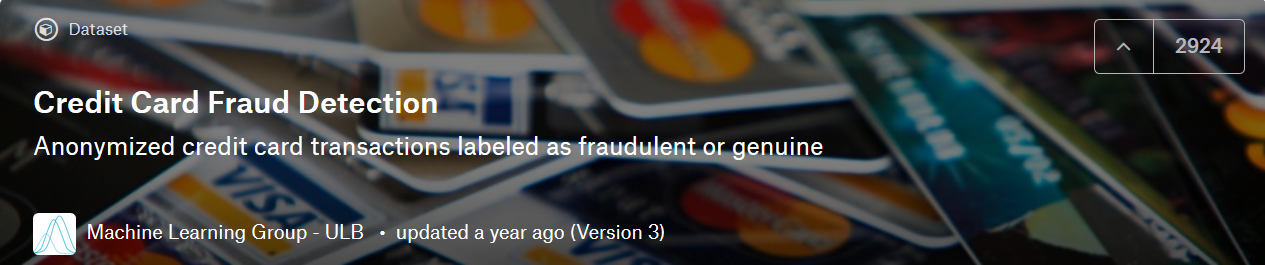 Dataset
2924
Credit Card Fraud Detection
Anonymized credit card transactions labeled as fraudulent or genuine
VISA
Machine Learning Group - ULB • updated a year ago (Version 3)